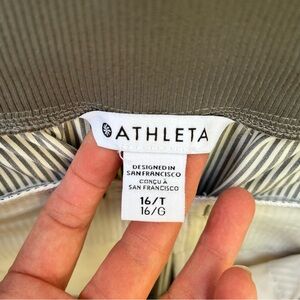 ATHLETA
DESIGNED IN
SAN FRANCISCO
CONÇU À
SAN FRANCISCO
16/T
16/G